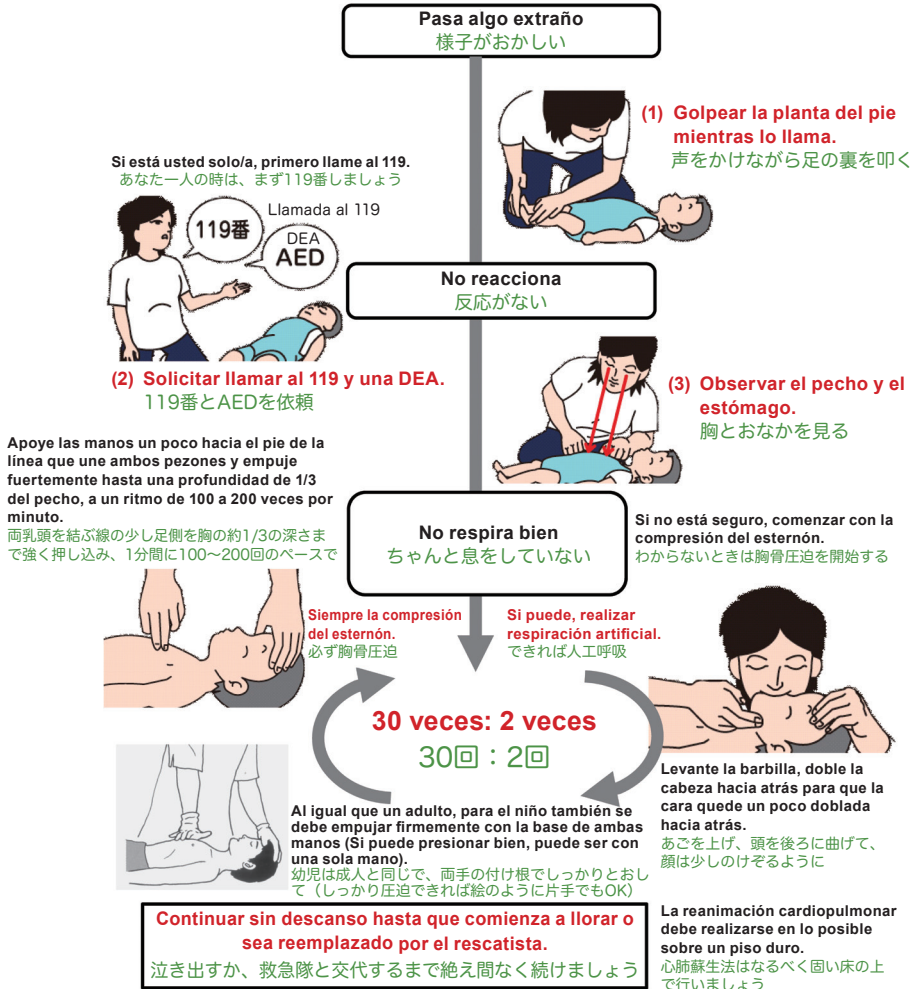 Pasa algo extraño
様子がおかしい
(1) Golpear la planta del pie
mientras lo llama.
声をかけながら足の裏を叩く
Si está usted solo/a, primero llame al 119.
あなた一人の時は、まず119番しましょう
119番
Llamada al 119
DEA
AED
No reacciona
反応がない
(2) Solicitar llamar al 119 y una DEA.
119番とAEDを依頼
(3) Observar el pecho y el
estómago.
胸とおなかを見る
Apoye las manos un poco hacia el pie de la
línea que une ambos pezones y empuje
fuertemente hasta una profundidad de 1/3
del pecho, a un ritmo de 100 a 200 veces por
minuto.
両乳頭を結ぶ線の少し足側を胸の約1/3の深さま
で強く押し込み、1分間に100〜200回のペースで
No respira bien
ちゃんと息をしていない
Si no está seguro, comenzar con la
compresión del esternón.
わからないときは胸骨圧迫を開始する
Siempre la compresión
del esternón.
必ず胸骨圧迫
Si puede, realizar
respiración artificial.
できれば人工呼吸
30 veces: 2 veces
30回：2回
Al igual que un adulto, para el niño también se
debe empujar firmemente con la base de ambas
manos (Si puede presionar bien, puede ser con
una sola mano).
幼児は成人と同じで、両手の付け根でしっかりとおし
て（しっかり圧迫できれば絵のように片手でもOK）
Levante la barbilla, doble la
cabeza hacia atrás para que la
cara quede un poco doblada
hacia atrás.
あごを上げ、頭を後ろに曲げて、
顔は少しのけぞるように
Continuar sin descanso hasta que comienza a llorar o
sea reemplazado por el rescatista.
泣き出すか、救急隊と交代するまで絶え間なく続けましょう
La reanimación cardiopulmonar
debe realizarse en lo posible
sobre un piso duro.
心肺蘇生法はなるべく固い床の上
で行いましょう